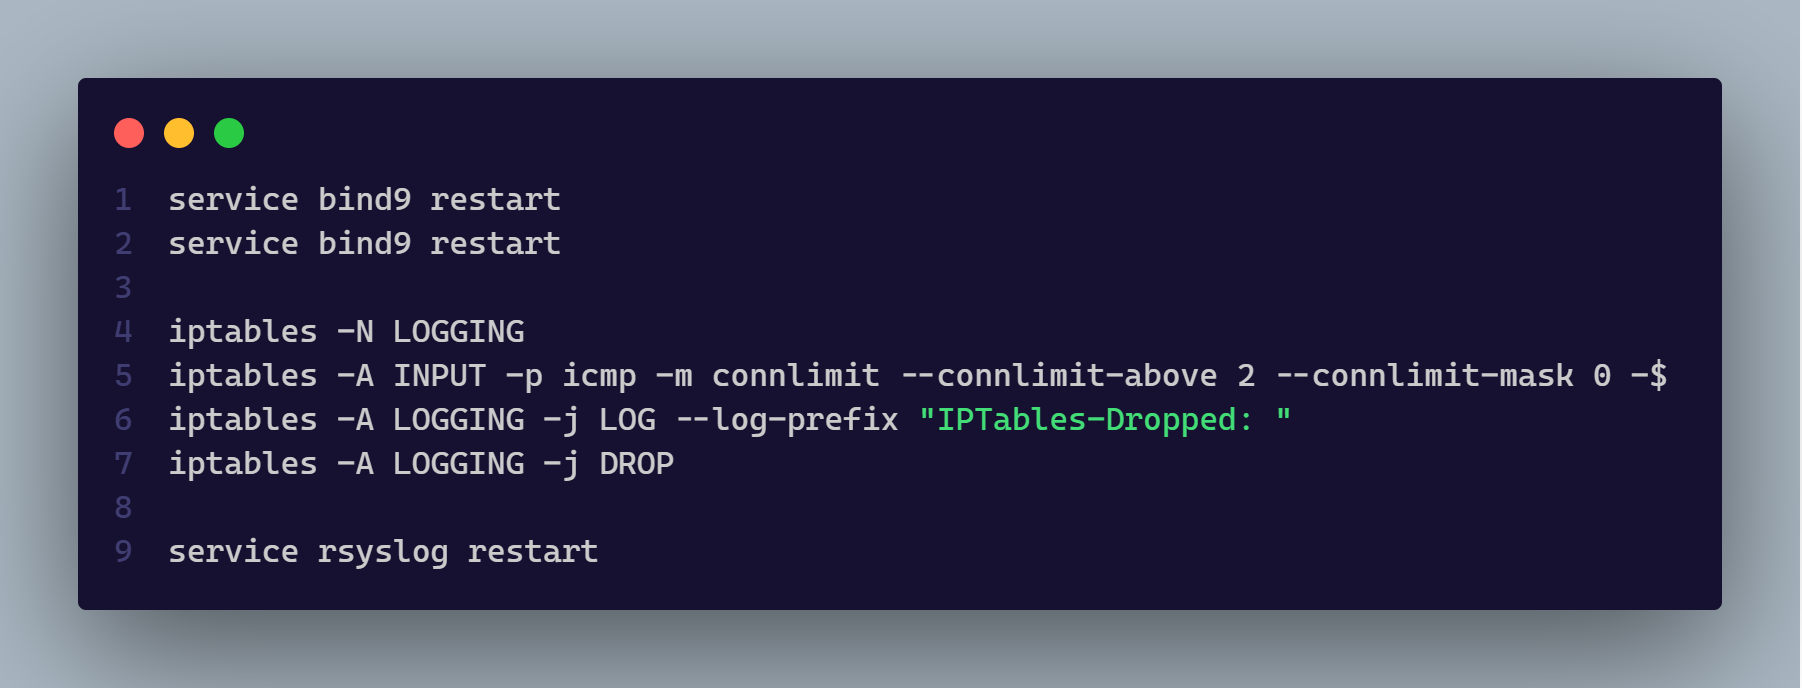 1 service bind9 restart
2 service bind9 restart
3
4 iptables -N LOGGING
5 iptables -A INPUT -p icmp -m connlimit --connlimit-above 2 --connlimit-mask 0 -$
6 iptables -A LOGGING -j LOG --log-prefix "IPTables-Dropped: "
7 iptables -A LOGGING -j DROP
8
9 service rsyslog restart